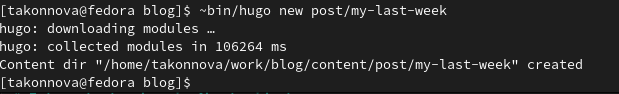 [takonnova@fedora blog]$ ~bin/hugo new post/my-last-week
hugo: downloading modules …
hugo: collected modules in 106264 ms
Content dir "/home/takonnova/work/blog/content/post/my-last-week" created
[takonnova@fedora blog]$